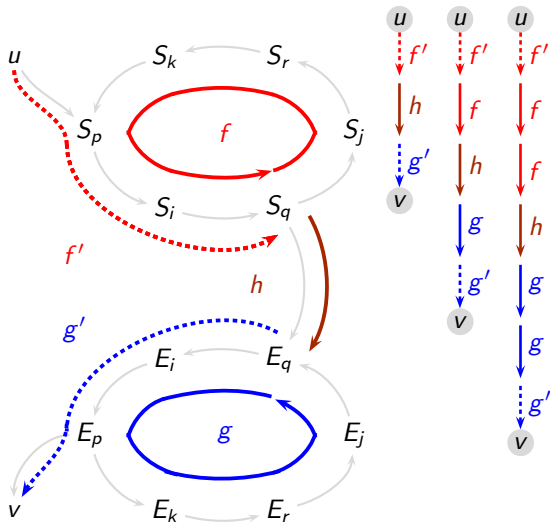 u
S_k
S_r
S_p
f
S_j
S_i
S_q
f′
h
g′
E_i
E_q
E_p
g
E_j
v
E_k
E_r
u
f′
h
g′
v
u
f′
f
h
g
g′
v
u
f′
f
f
h
g
g
g′
v